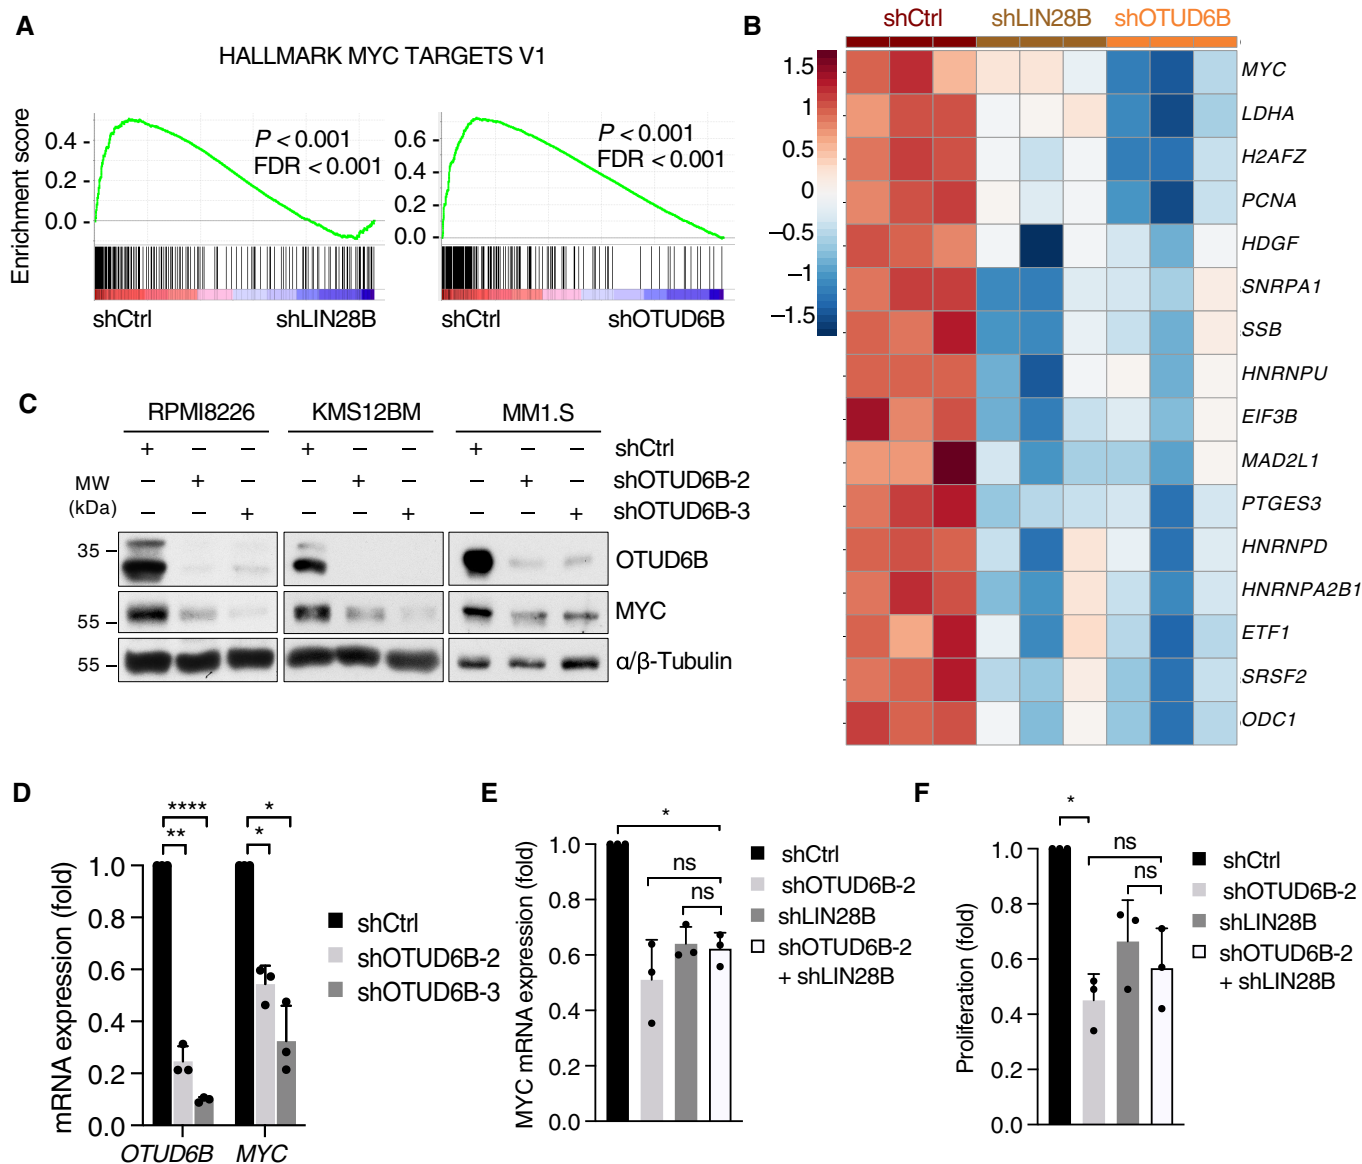 A
HALLMARK MYC TARGETS V1
Enrichment score
0.4
0.2
0.0
P < 0.001
FDR < 0.001
shCtrl
shLIN28B
0.6
0.4
0.2
0.0
P < 0.001
FDR < 0.001
shCtrl
shOTUD6B
B
shCtrl
shLIN28B
shOTUD6B
1.5
1
0.5
0
−0.5
−1
−1.5
MYC
LDHA
H2AFZ
PCNA
HDGF
SNRPA1
SSB
HNRNPU
EIF3B
MAD2L1
PTGES3
HNRNPD
HNRNPA2B1
ETF1
SRSF2
ODC1
C
RPMI8226 KMS12BM MM1.S
+ − − + − − + − − shCtrl
− + − − + − − + − shOTUD6B-2
− − + − − + − − + shOTUD6B-3
MW
(kDa)
35
OTUD6B
55
MYC
55
α/β-Tubulin
D
mRNA expression (fold)
1.0
0.8
0.6
0.4
0.2
0.0
****
**
*
*
OTUD6B
MYC
shCtrl
shOTUD6B-2
shOTUD6B-3
E
MYC mRNA expression (fold)
1.0
0.8
0.6
0.4
0.2
0.0
*
ns
ns
shCtrl
shOTUD6B-2
shLIN28B
shOTUD6B-2
+ shLIN28B
F
Proliferation (fold)
1.0
0.8
0.6
0.4
0.2
0.0
*
ns
ns
shCtrl
shOTUD6B-2
shLIN28B
shOTUD6B-2
+ shLIN28B